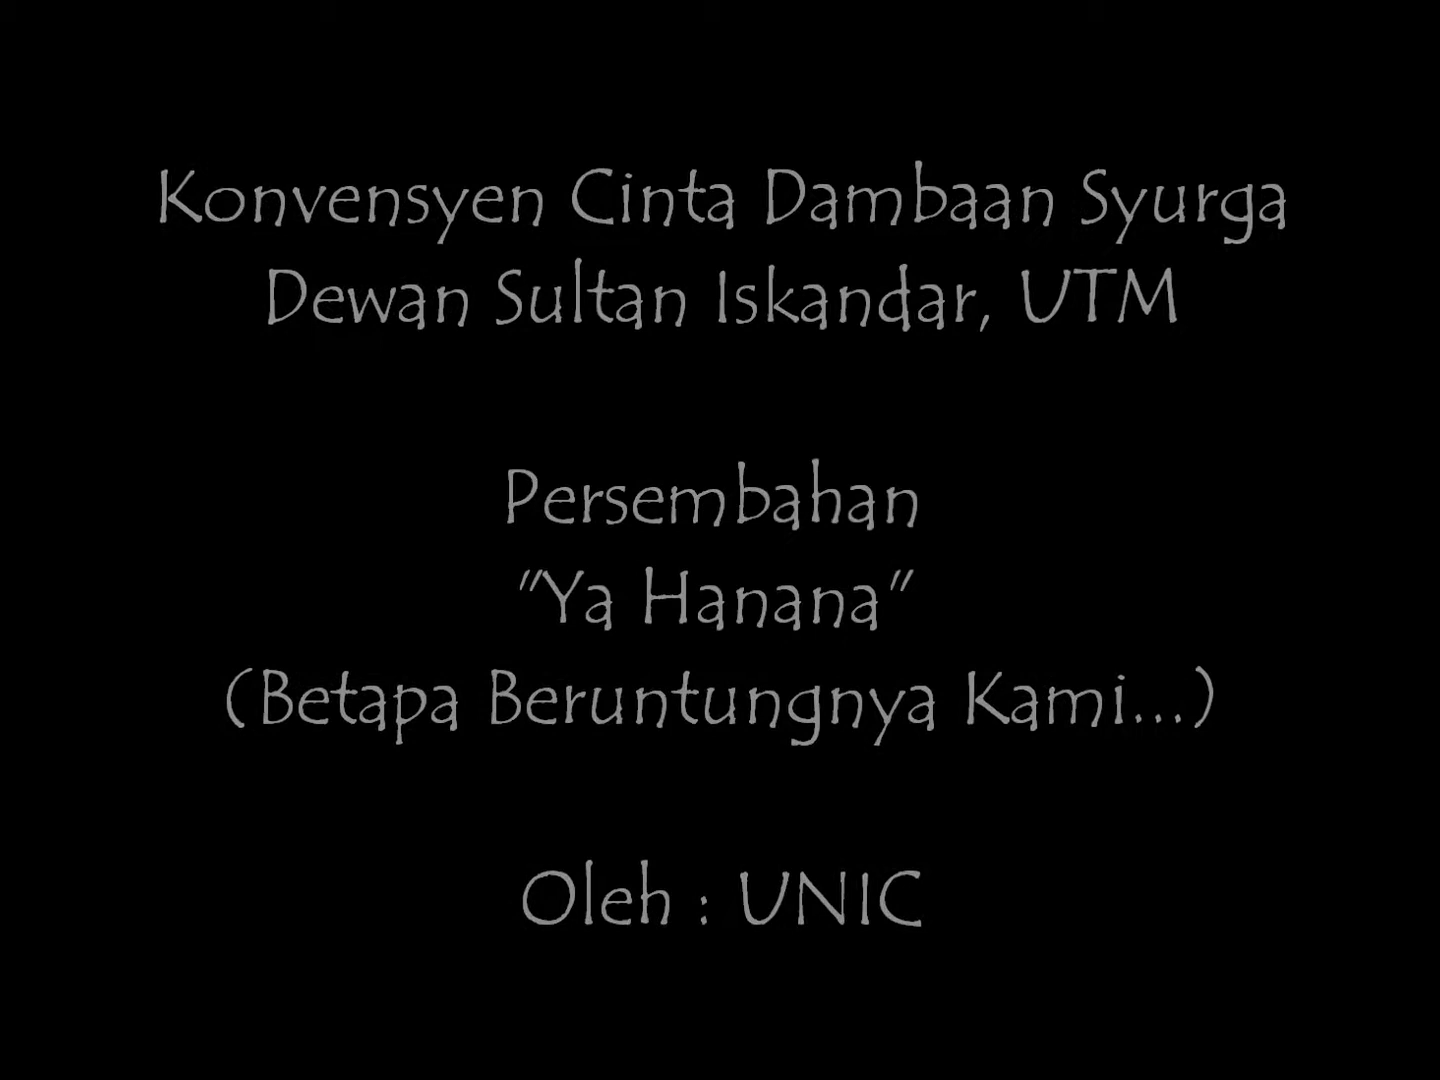 Konvensyen Cinta Dambaan Syurga
Dewan Sultan Iskandar, UTM
Persembahan
"Ya Hanana"
(Betapa Beruntungnya Kami...)
Oleh : UNIC